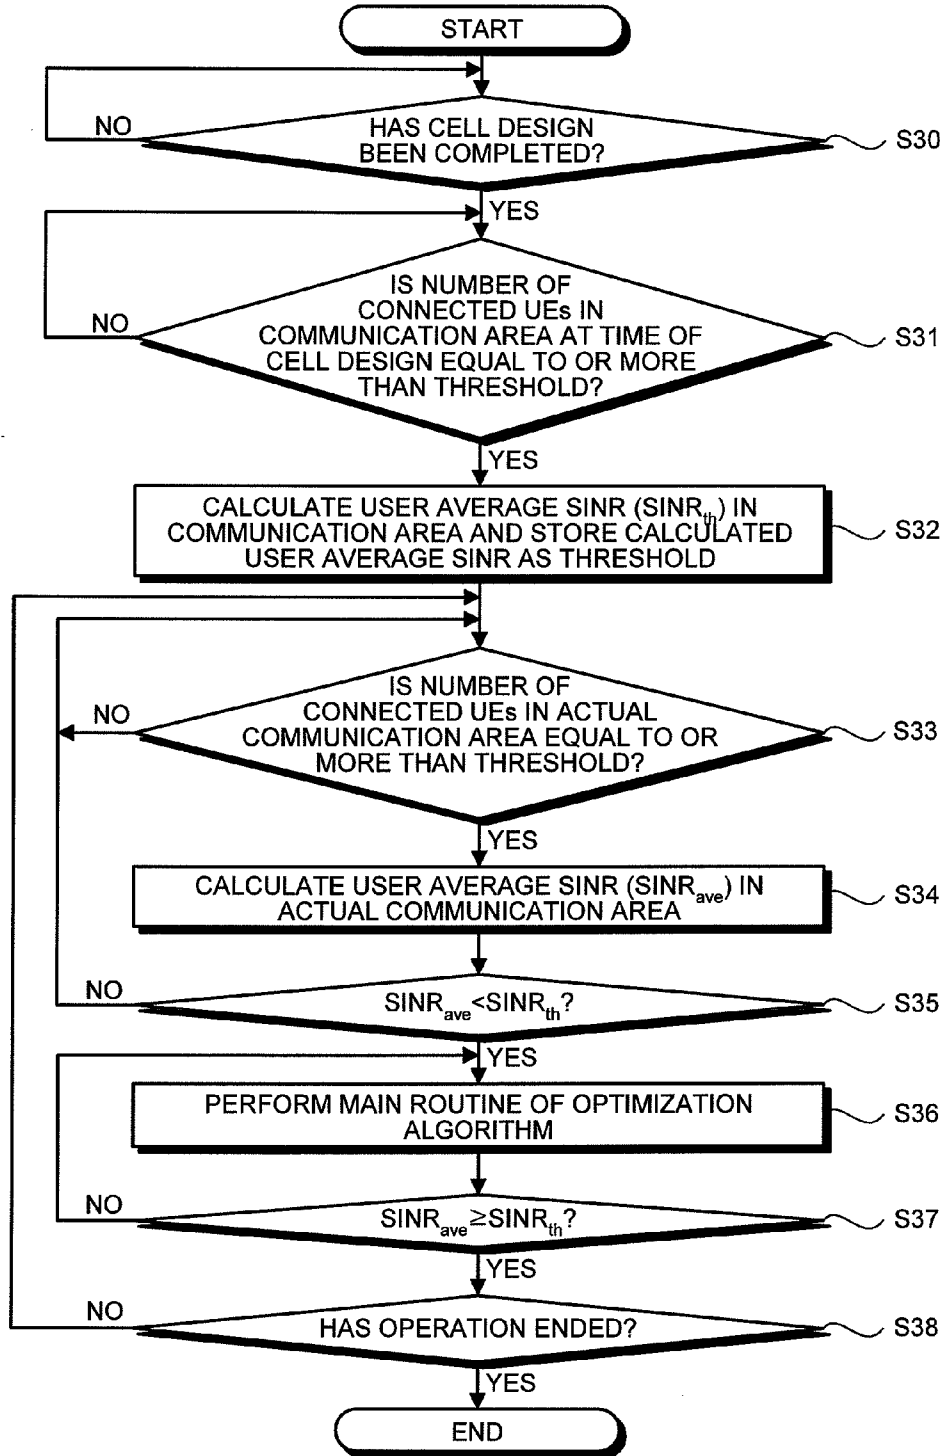 START
HAS CELL DESIGN
BEEN COMPLETED?
NO
S30
YES
IS NUMBER OF
CONNECTED UEs IN
COMMUNICATION AREA AT TIME OF
CELL DESIGN EQUAL TO OR MORE
THAN THRESHOLD?
NO
S31
YES
CALCULATE USER AVERAGE SINR (SINRth) IN
COMMUNICATION AREA AND STORE CALCULATED
USER AVERAGE SINR AS THRESHOLD
S32
IS NUMBER OF
CONNECTED UEs IN ACTUAL
COMMUNICATION AREA EQUAL TO OR
MORE THAN THRESHOLD?
NO
S33
YES
CALCULATE USER AVERAGE SINR (SINRave) IN
ACTUAL COMMUNICATION AREA
S34
NO
SINRave<SINRth?
S35
YES
PERFORM MAIN ROUTINE OF OPTIMIZATION
ALGORITHM
S36
NO
SINRave≥SINRth?
S37
YES
NO
HAS OPERATION ENDED?
S38
YES
END